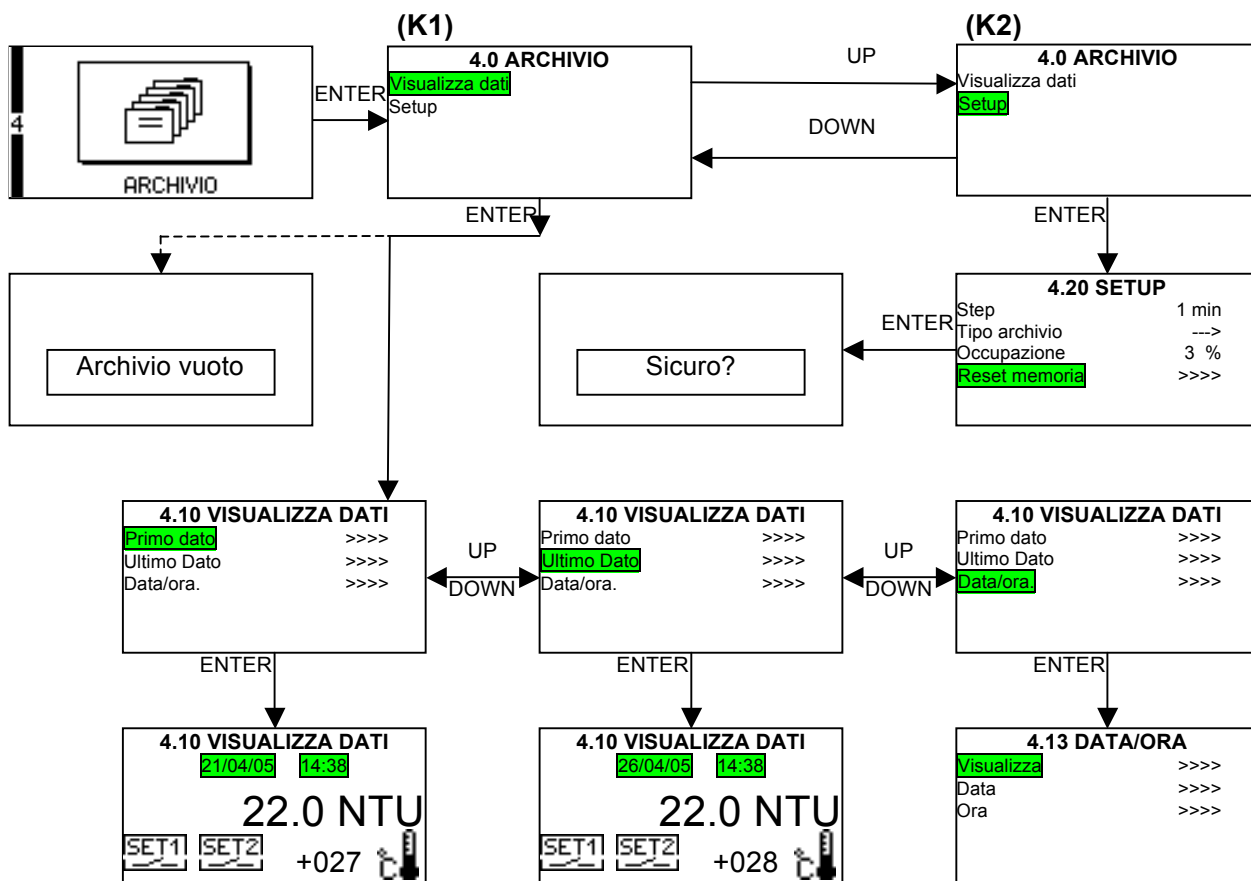 (K1)
(K2)
4
ARCHIVIO
ENTER
4.0 ARCHIVIO
Visualizza dati
Setup
UP
DOWN
4.0 ARCHIVIO
Visualizza dati
Setup
ENTER
ENTER
Archivio vuoto
Sicuro?
ENTER
4.20 SETUP
Step 1 min
Tipo archivio --->
Occupazione 3 %
Reset memoria >>>>
4.10 VISUALIZZA DATI
Primo dato >>>>
Ultimo Dato >>>>
Data/ora. >>>>
UP
DOWN
4.10 VISUALIZZA DATI
Primo dato >>>>
Ultimo Dato >>>>
Data/ora. >>>>
UP
DOWN
4.10 VISUALIZZA DATI
Primo dato >>>>
Ultimo Dato >>>>
Data/ora. >>>>
ENTER
ENTER
ENTER
4.10 VISUALIZZA DATI
21/04/05 14:38
22.0 NTU
SET1 SET2 +027 °C
4.10 VISUALIZZA DATI
26/04/05 14:38
22.0 NTU
SET1 SET2 +028 °C
4.13 DATA/ORA
Visualizza >>>>
Data >>>>
Ora >>>>